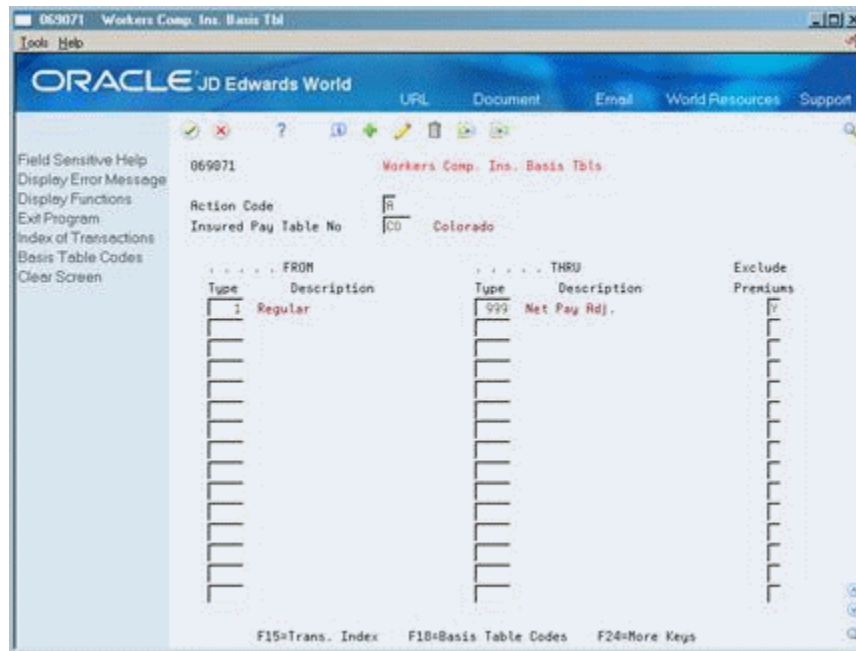 069071 Workers Comp. Ins. Basis Tbl
Tools Help
ORACLE JD Edwards World
URL Document Email World Resources Support
Field Sensitive Help
Display Error Message
Display Functions
Exit Program
Index of Transactions
Basis Table Codes
Clear Screen
069071 Workers Comp. Ins. Basis Tbls
Action Code
Insured Pay Table No CO Colorado
. . . . . FROM . . . . . THRU Exclude
Type Description Type Description Premiums
1 Regular 999 Net Pay Adj. Y
F15=Trans. Index F18=Basis Table Codes F24=More Keys